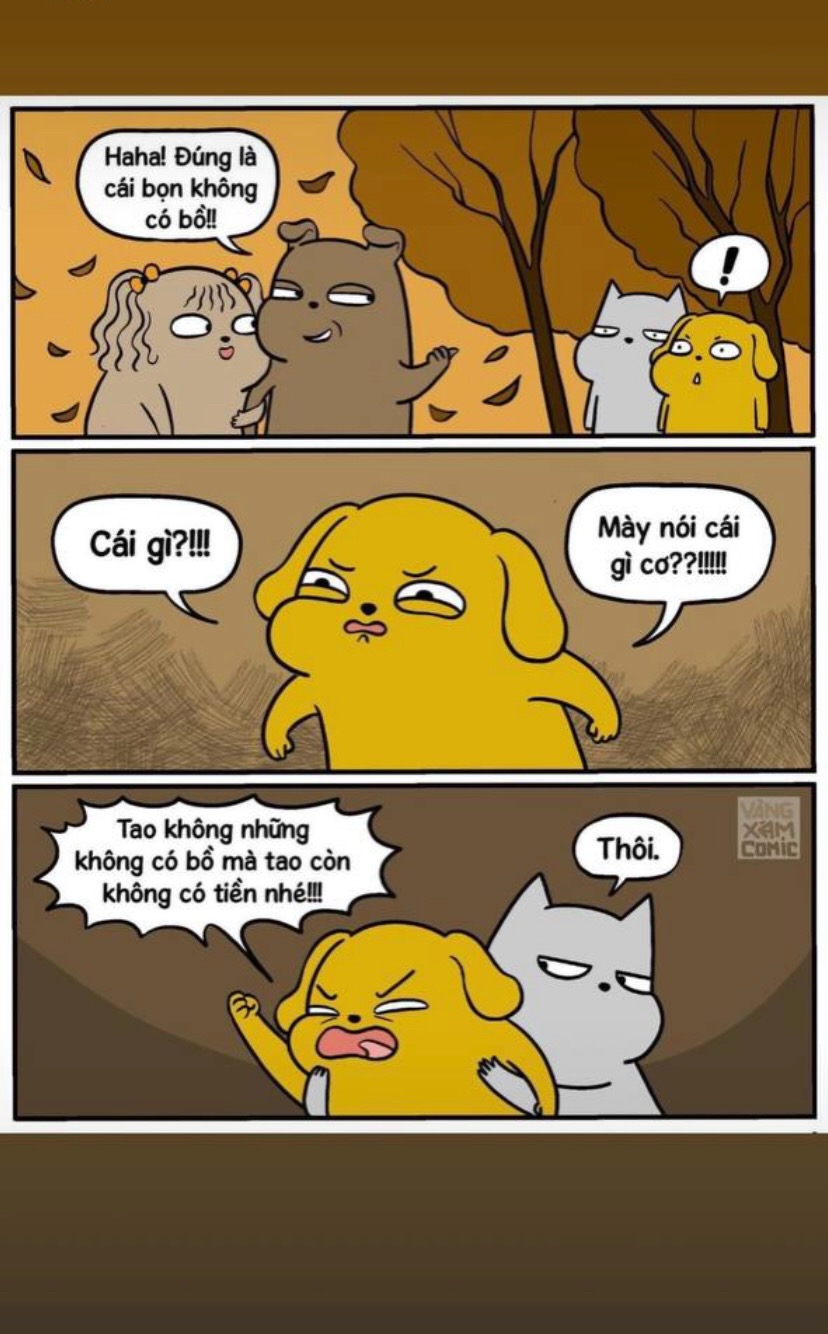 Haha! Đúng là
cái bọn không
có bồ!!
!
Cái gì?!!!
Mày nói cái
gì cơ??!!!!!
Tao không những
không có bồ mà tao còn
không có tiền nhé!!!
Thôi.
VÀNG
XÁM
COMIC